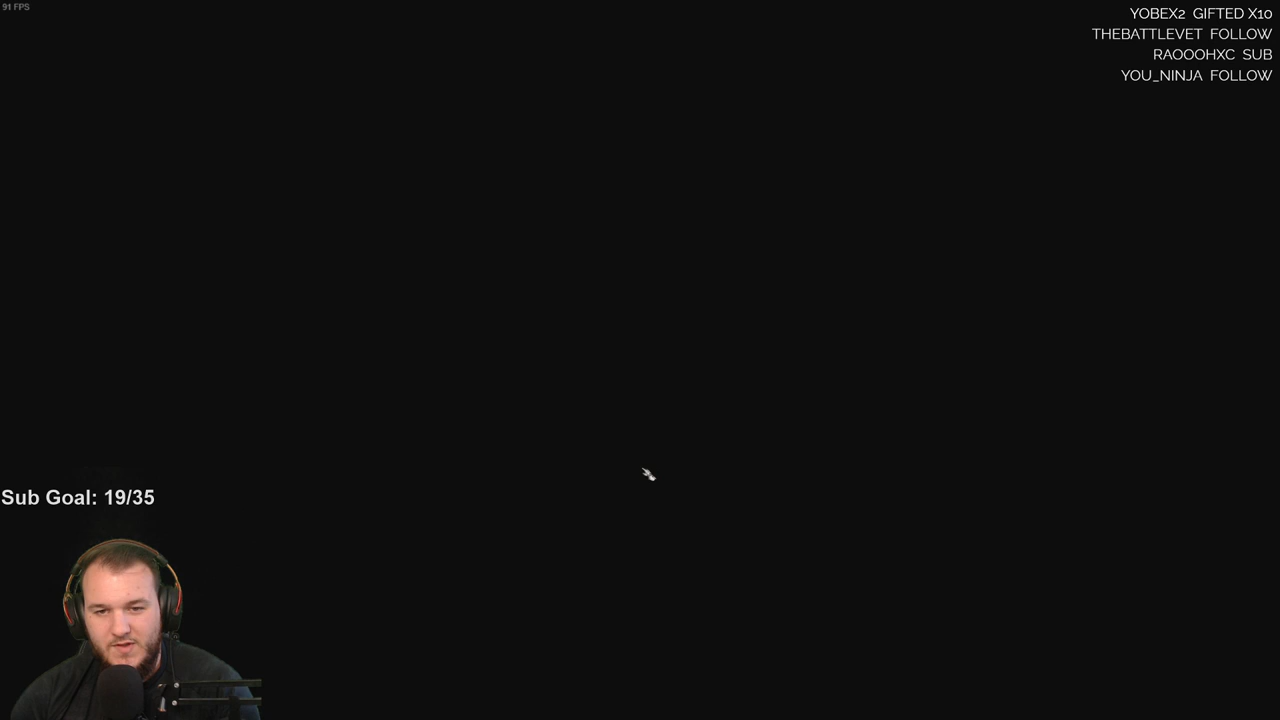 91 FPS
YOBEX2 GIFTED X10
THEBATTLEVET FOLLOW
RAOOOHXC SUB
YOU_NINJA FOLLOW
Sub Goal: 19/35